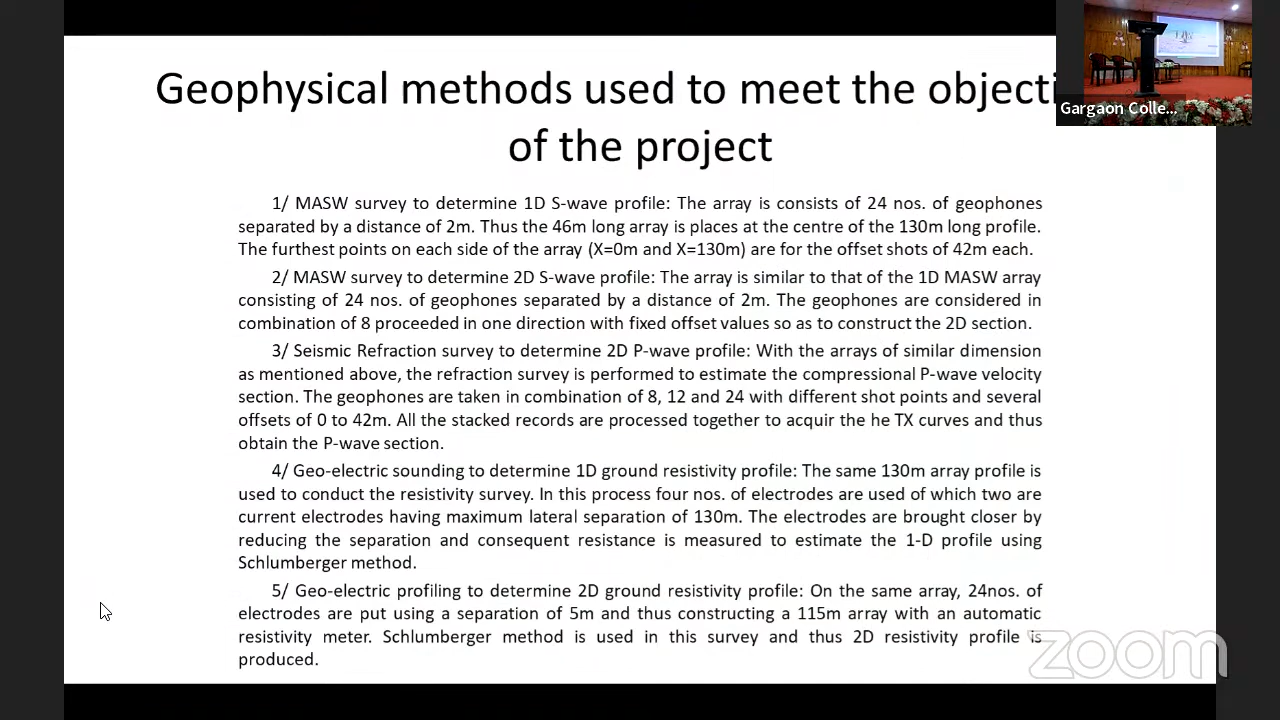 Geophysical methods used to meet the objecti
of the project
Gargaon Colle...
1/ MASW survey to determine 1D S-wave profile: The array is consists of 24 nos. of geophones
separated by a distance of 2m. Thus the 46m long array is places at the centre of the 130m long profile.
The furthest points on each side of the array (X=0m and X=130m) are for the offset shots of 42m each.
2/ MASW survey to determine 2D S-wave profile: The array is similar to that of the 1D MASW array
consisting of 24 nos. of geophones separated by a distance of 2m. The geophones are considered in
combination of 8 proceeded in one direction with fixed offset values so as to construct the 2D section.
3/ Seismic Refraction survey to determine 2D P-wave profile: With the arrays of similar dimension
as mentioned above, the refraction survey is performed to estimate the compressional P-wave velocity
section. The geophones are taken in combination of 8, 12 and 24 with different shot points and several
offsets of 0 to 42m. All the stacked records are processed together to acquir the he TX curves and thus
obtain the P-wave section.
4/ Geo-electric sounding to determine 1D ground resistivity profile: The same 130m array profile is
used to conduct the resistivity survey. In this process four nos. of electrodes are used of which two are
current electrodes having maximum lateral separation of 130m. The electrodes are brought closer by
reducing the separation and consequent resistance is measured to estimate the 1-D profile using
Schlumberger method.
5/ Geo-electric profiling to determine 2D ground resistivity profile: On the same array, 24nos. of
electrodes are put using a separation of 5m and thus constructing a 115m array with an automatic
resistivity meter. Schlumberger method is used in this survey and thus 2D resistivity profile is
produced.
zoom